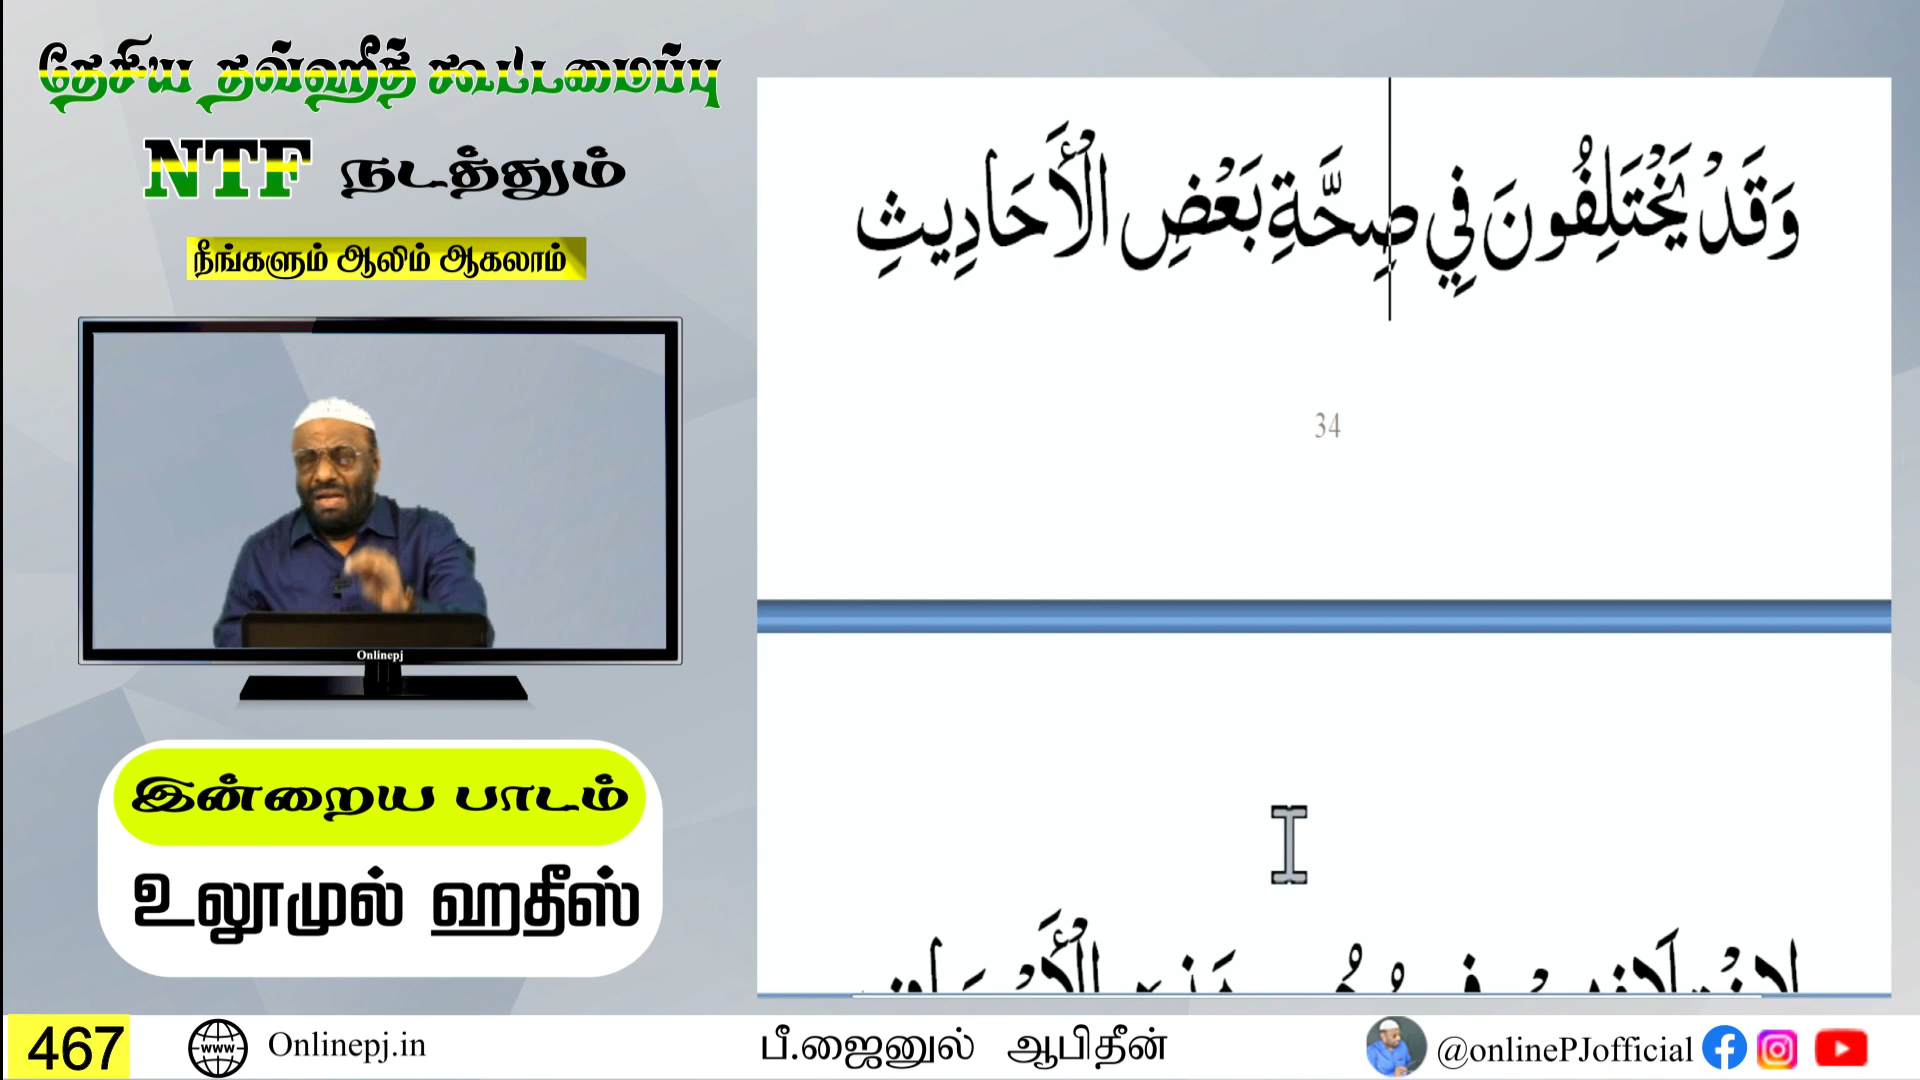 தேசிய தவ்ஹீத் கூட்டமைப்பு
NTF நடத்தும்
நீங்களும் ஆலிம் ஆகலாம்
Onlinepj
இன்றைய பாடம்
உலூமுல் ஹதீஸ்
وَقَدْ يَخْتَلِفُونَ فِي صِحَّةِ بَعْضِ الْأَحَادِيثِ
34
467
www
Onlinepj.in
பீ.ஜைனுல் ஆபிதீன்
@onlinePJofficial